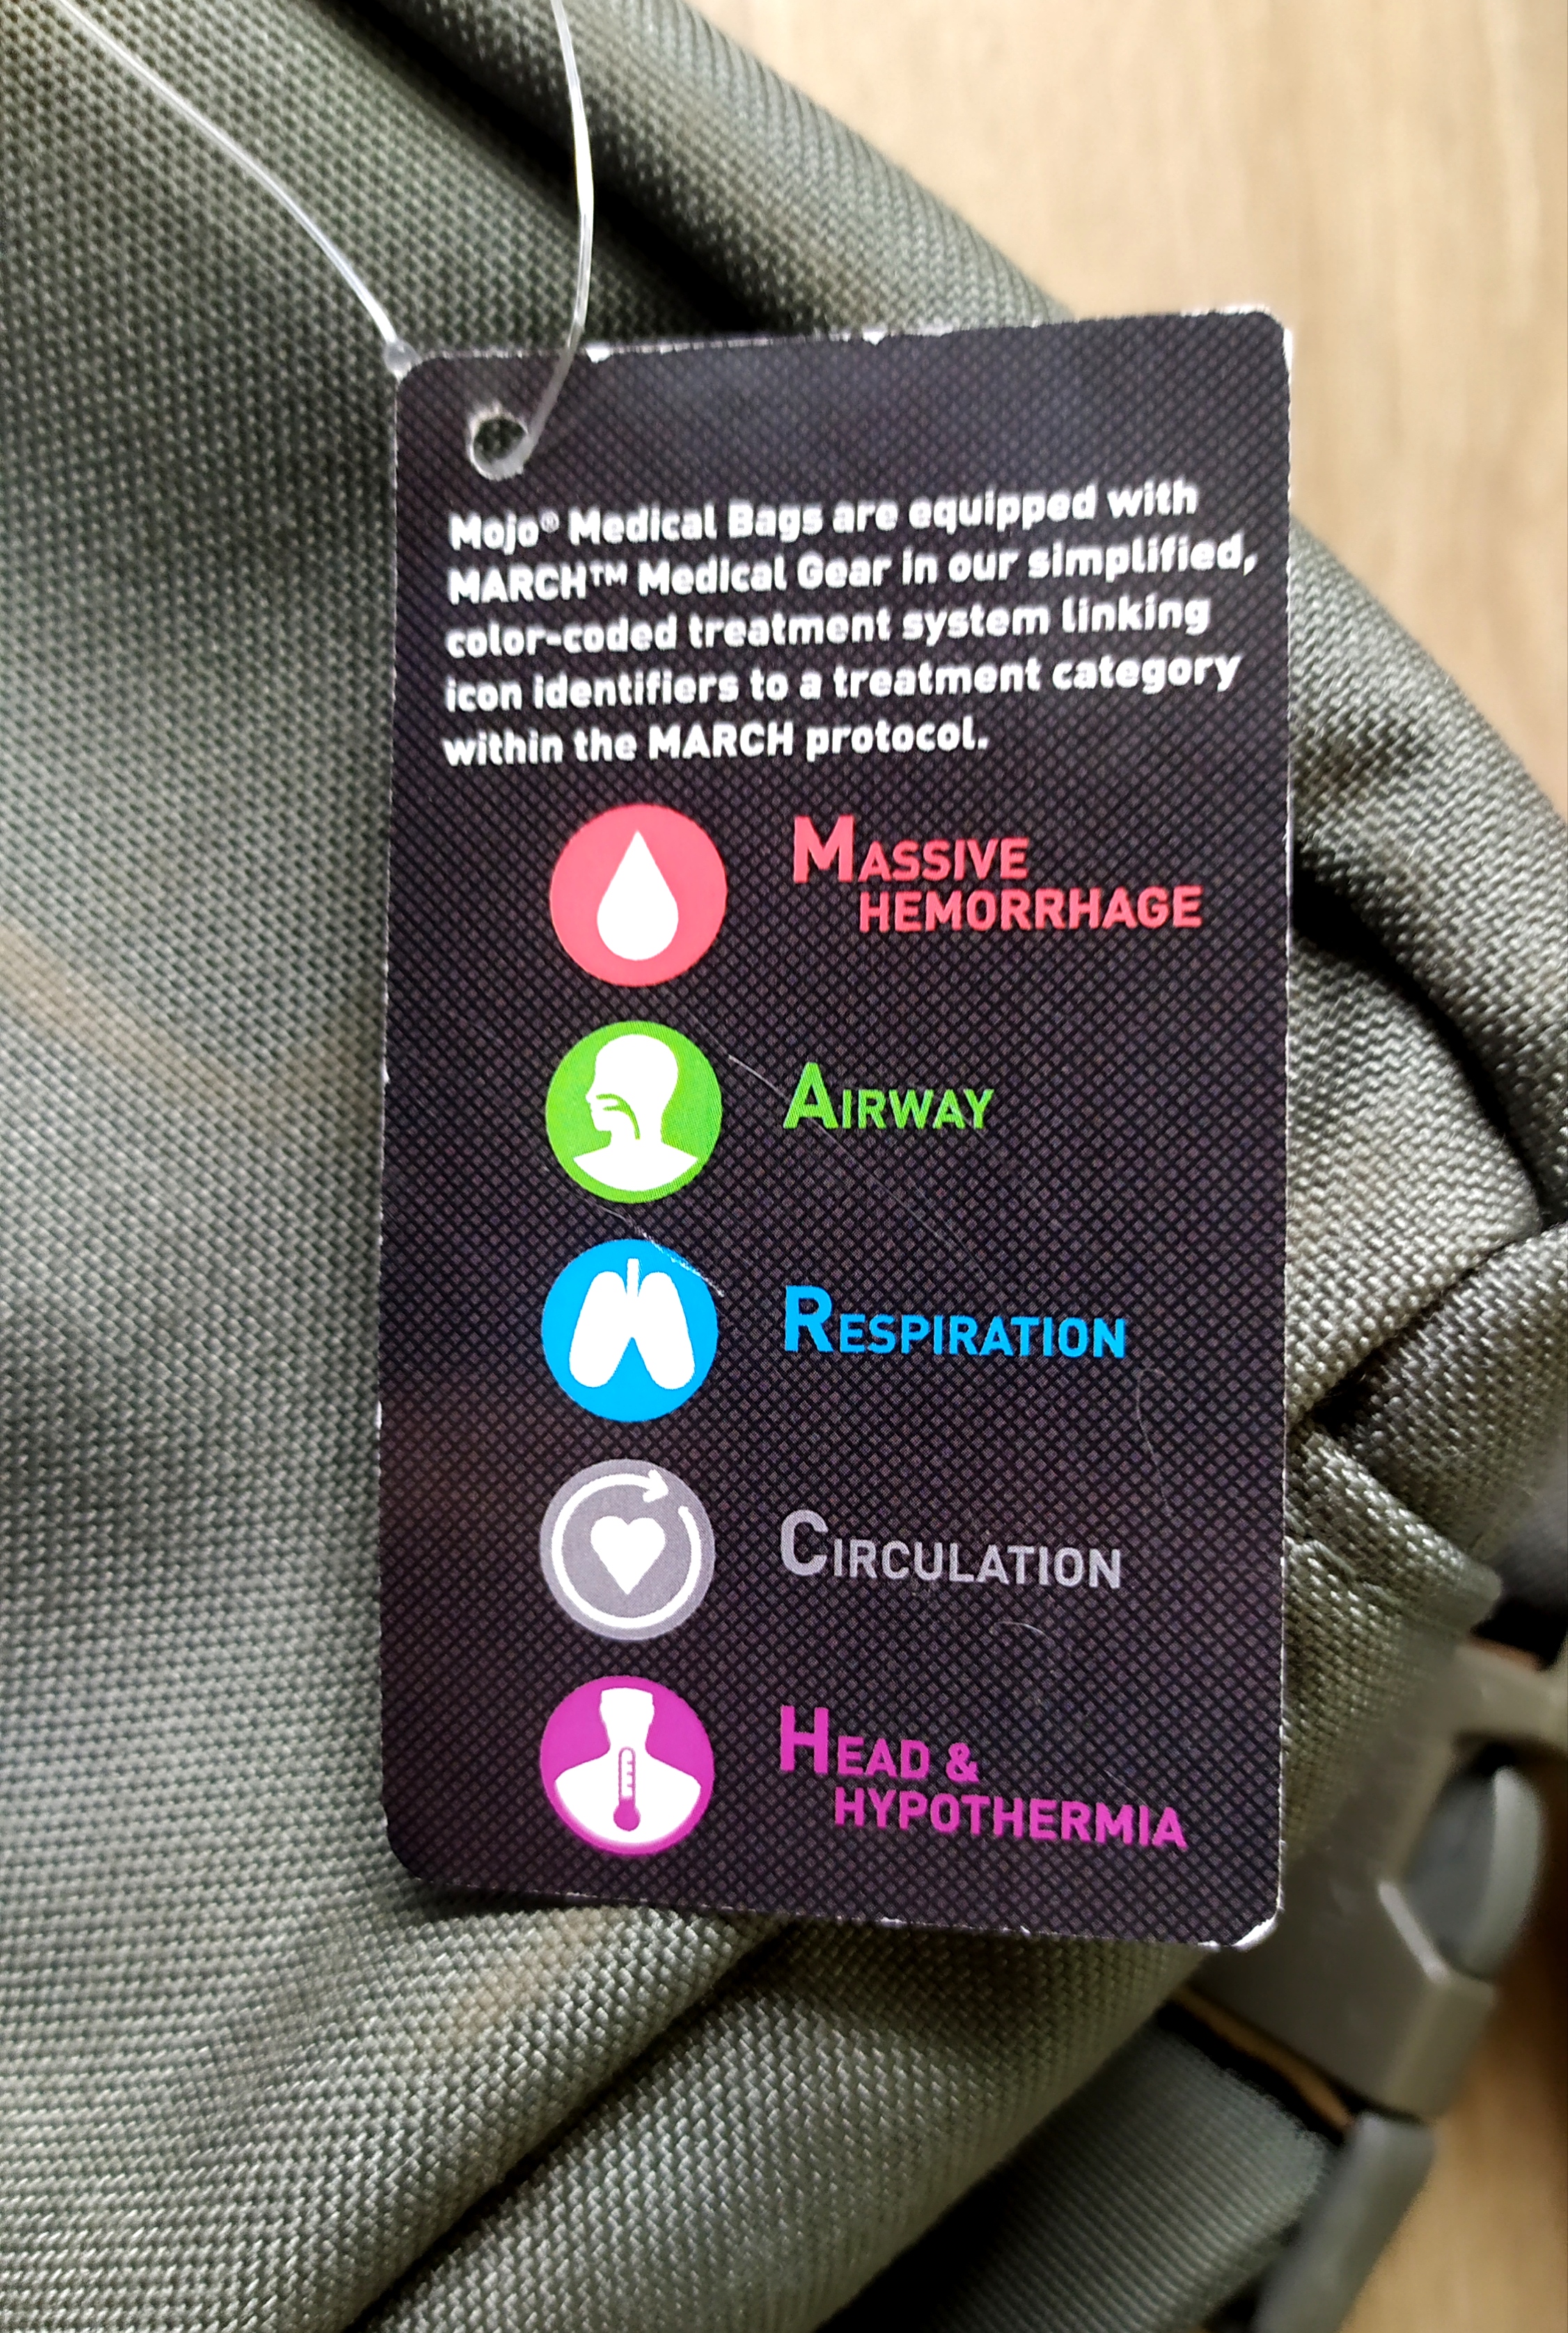 Mojo® Medical Bags are equipped with
MARCH™ Medical Gear in our simplified,
color-coded treatment system linking
icon identifiers to a treatment category
within the MARCH protocol.
MASSIVE
HEMORRHAGE
AIRWAY
RESPIRATION
CIRCULATION
HEAD &
HYPOTHERMIA